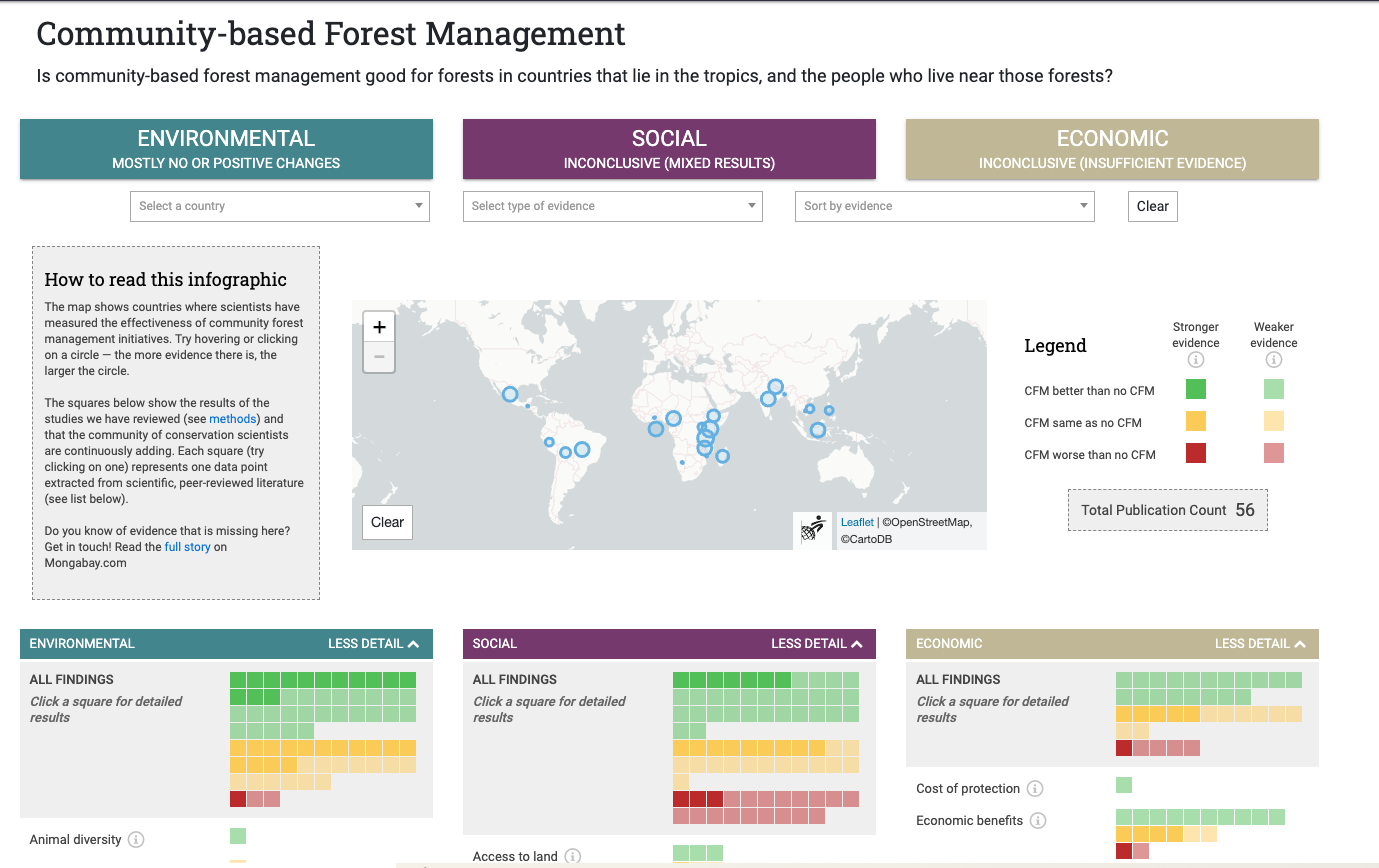 Community-based Forest Management
Is community-based forest management good for forests in countries that lie in the tropics, and the people who live near those forests?
ENVIRONMENTAL
MOSTLY NO OR POSITIVE CHANGES
SOCIAL
INCONCLUSIVE (MIXED RESULTS)
ECONOMIC
INCONCLUSIVE (INSUFFICIENT EVIDENCE)
Select a country
Select type of evidence
Sort by evidence
Clear
How to read this infographic
The map shows countries where scientists have
measured the effectiveness of community forest
management initiatives. Try hovering or clicking
on a circle — the more evidence there is, the
larger the circle.
The squares below show the results of the
studies we have reviewed (see methods) and
that the community of conservation scientists
are continuously adding. Each square (try
clicking on one) represents one data point
extracted from scientific, peer-reviewed literature
(see list below).
Do you know of evidence that is missing here?
Get in touch! Read the full story on
Mongabay.com
+
−
Clear
Leaflet | ©OpenStreetMap,
©CartoDB
Legend
Stronger
evidence
Weaker
evidence
CFM better than no CFM
CFM same as no CFM
CFM worse than no CFM
Total Publication Count 56
ENVIRONMENTAL LESS DETAIL
ALL FINDINGS
Click a square for detailed
results
Animal diversity
SOCIAL LESS DETAIL
ALL FINDINGS
Click a square for detailed
results
Access to land
ECONOMIC LESS DETAIL
ALL FINDINGS
Click a square for detailed
results
Cost of protection
Economic benefits